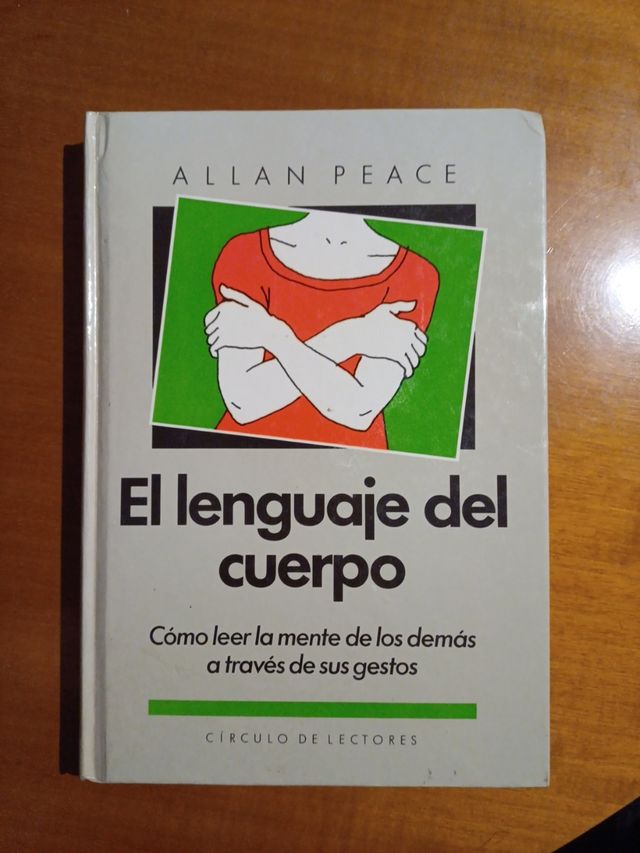 ALLAN PEACE
El lenguaje del
cuerpo
Cómo leer la mente de los demás
a través de sus gestos
CÍRCULO DE LECTORES